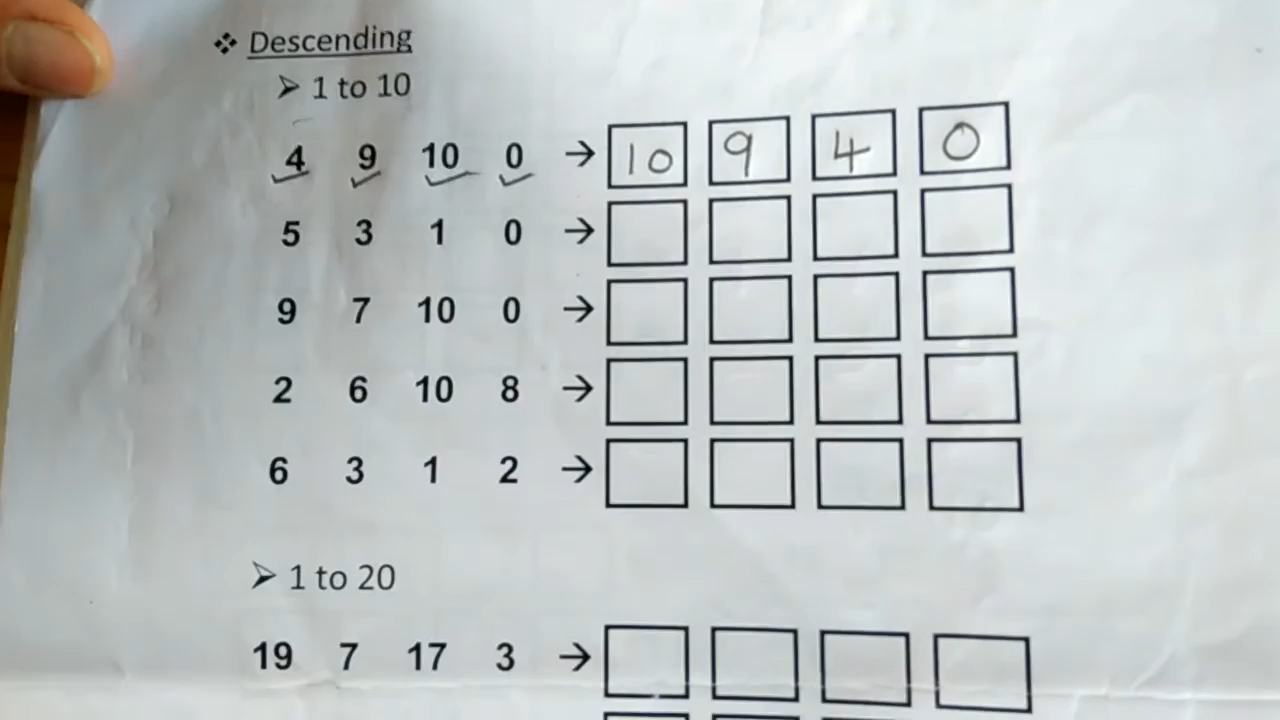 ❖ Descending
➢ 1 to 10
4 9 10 0 → 10 9 4 0
5 3 1 0 →
9 7 10 0 →
2 6 10 8 →
6 3 1 2 →
➢ 1 to 20
19 7 17 3 →